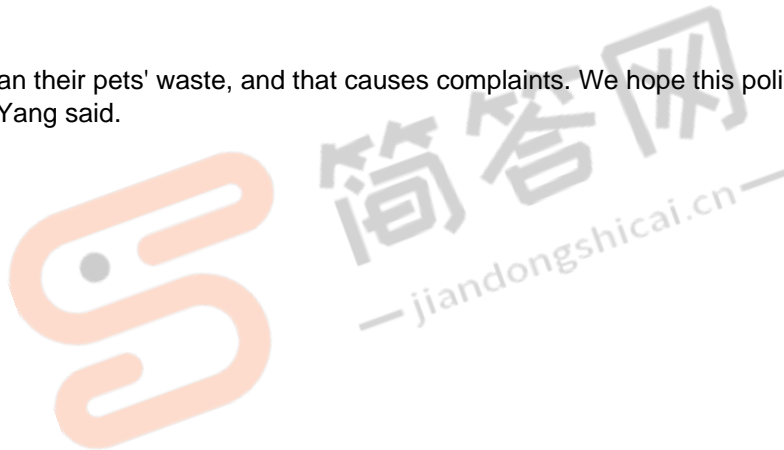 an their pets' waste, and that causes complaints. We hope this poli
Yang said.
简答网
jiandongshicai.cn